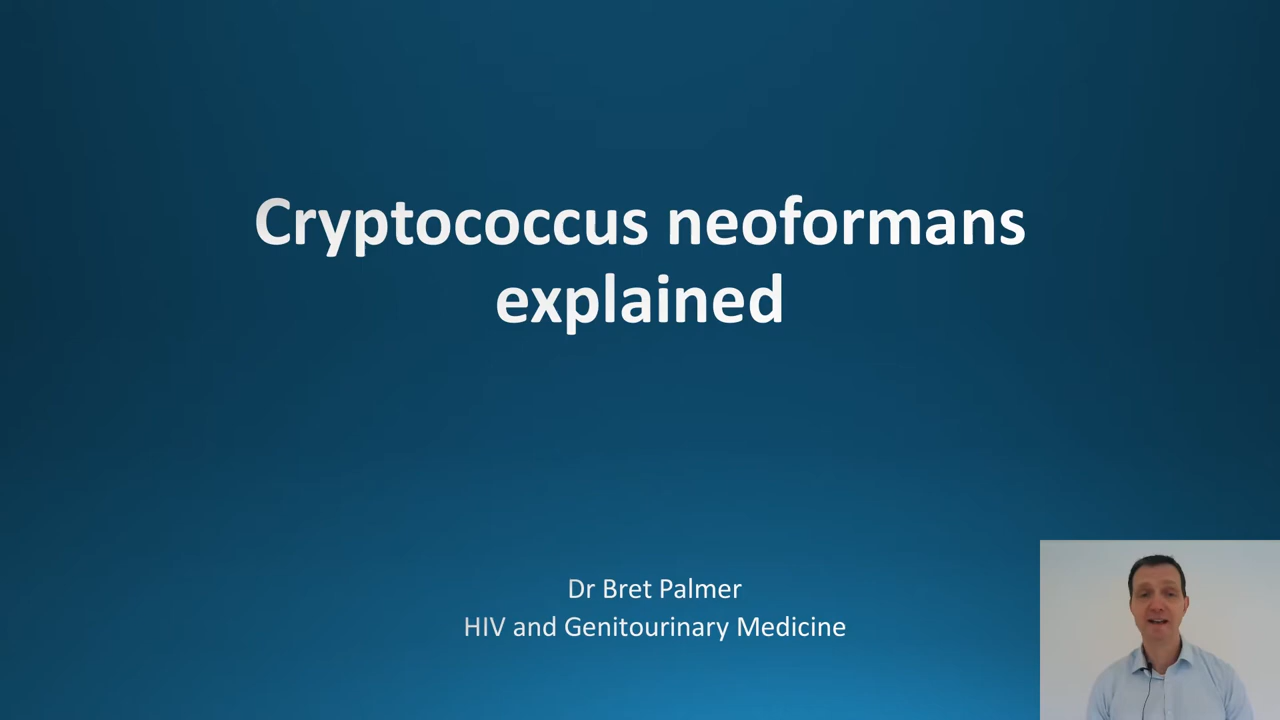 Cryptococcus neoformans
explained
Dr Bret Palmer
HIV and Genitourinary Medicine